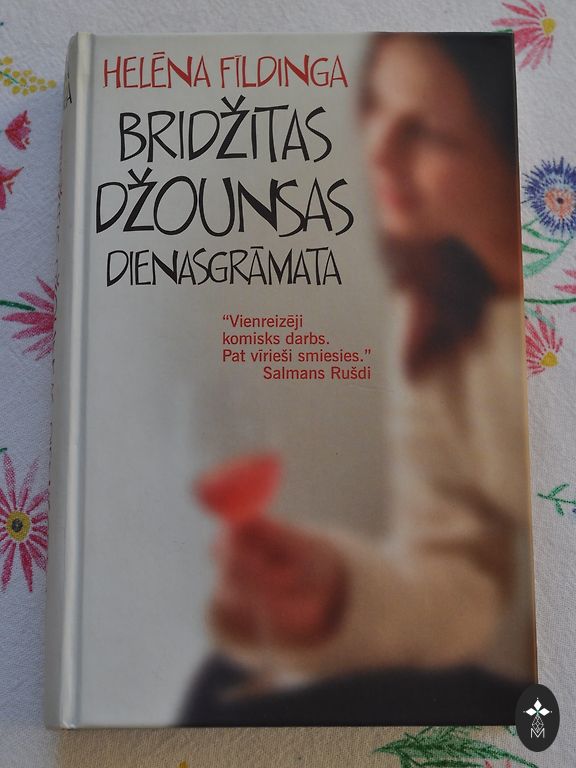 HELĒNA FĪLDINGA
BRIDŽITAS
DŽOUNSAS
DIENASGRĀMATA
“Vienreizēji
komisks darbs.
Pat vīrieši smiesies.”
Salmans Rušdi